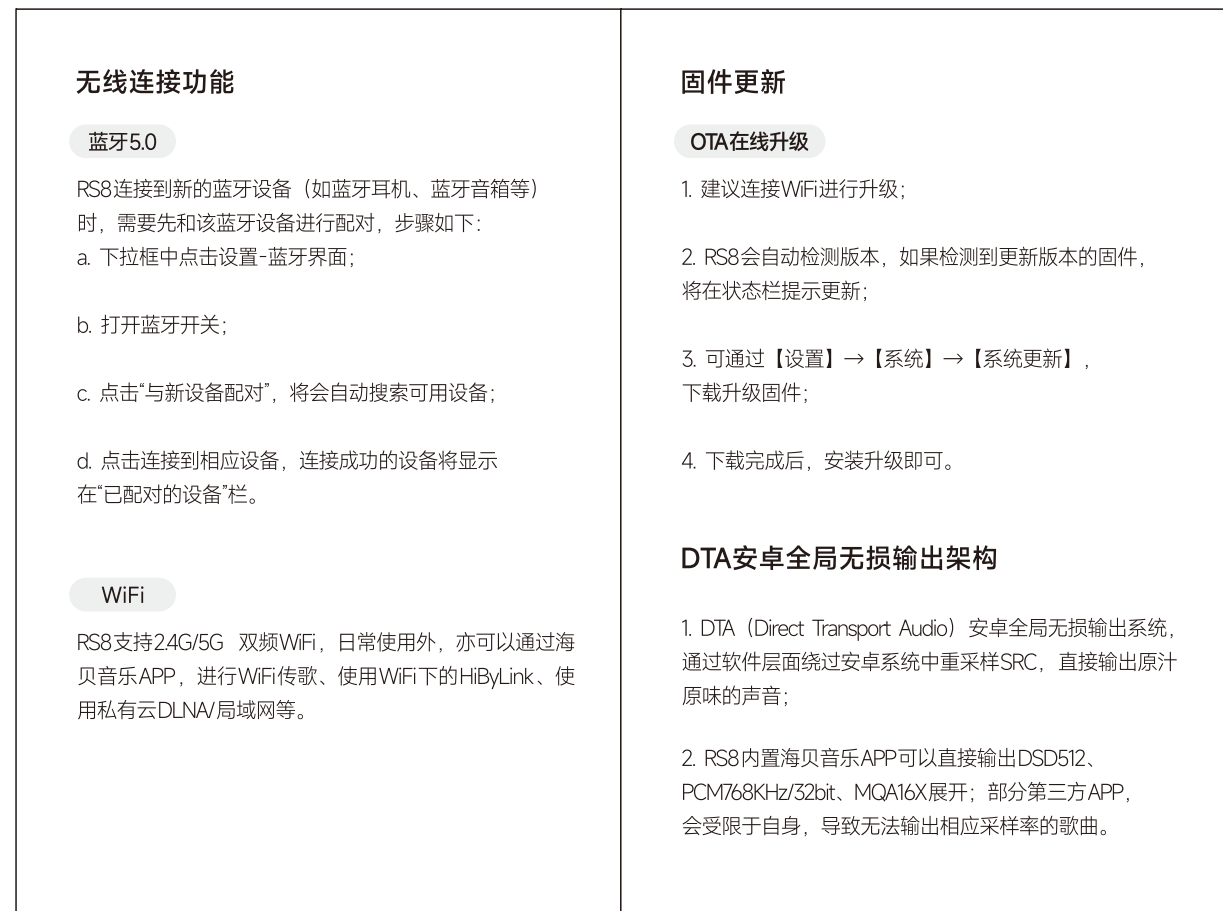 无线连接功能
蓝牙5.0
RS8连接到新的蓝牙设备（如蓝牙耳机、蓝牙音箱等）
时，需要先和该蓝牙设备进行配对，步骤如下：
a. 下拉框中点击设置-蓝牙界面；
b. 打开蓝牙开关；
c. 点击“与新设备配对”，将会自动搜索可用设备；
d. 点击连接到相应设备，连接成功的设备将显示
在“已配对的设备”栏。
WiFi
RS8支持2.4G/5G 双频WiFi，日常使用外，亦可以通过海
贝音乐APP，进行WiFi传歌、使用WiFi下的HiByLink、使
用私有云DLNA/局域网等。
固件更新
OTA在线升级
1. 建议连接WiFi进行升级；
2. RS8会自动检测版本，如果检测到更新版本的固件，
将在状态栏提示更新；
3. 可通过【设置】→【系统】→【系统更新】，
下载升级固件；
4. 下载完成后，安装升级即可。
DTA安卓全局无损输出架构
1. DTA（Direct Transport Audio）安卓全局无损输出系统，
通过软件层面绕过安卓系统中重采样SRC，直接输出原汁
原味的声音；
2. RS8内置海贝音乐APP可以直接输出DSD512、
PCM768KHz/32bit、MQA16X展开；部分第三方APP，
会受限于自身，导致无法输出相应采样率的歌曲。